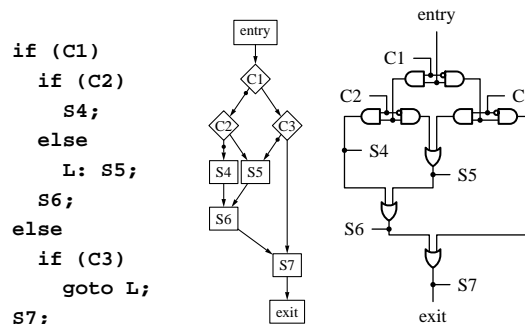 if (C1)
if (C2)
S4;
else
L: S5;
S6;
else
if (C3)
goto L;
S7;
entry
C1
C2
C3
S4
S5
S6
S7
exit
entry
C1
C2
C
S4
S5
S6
S7
exit